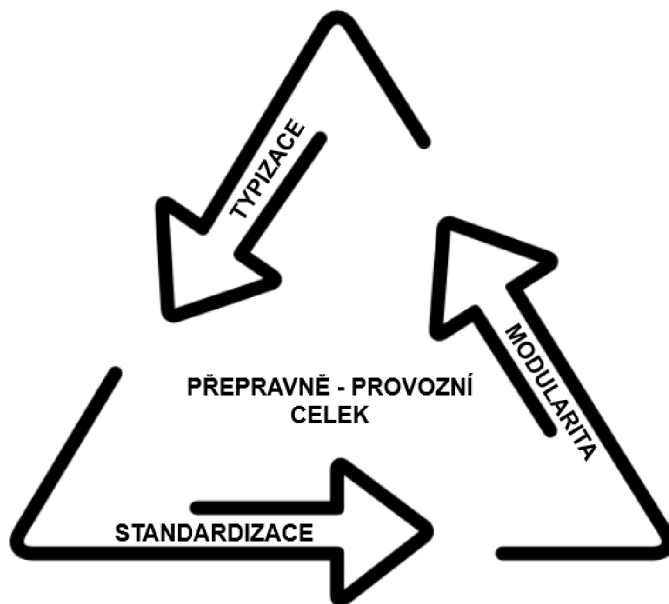 TYPIZACE
MODULARITA
PŘEPRAVNĚ - PROVOZNÍ
CELEK
STANDARDIZACE